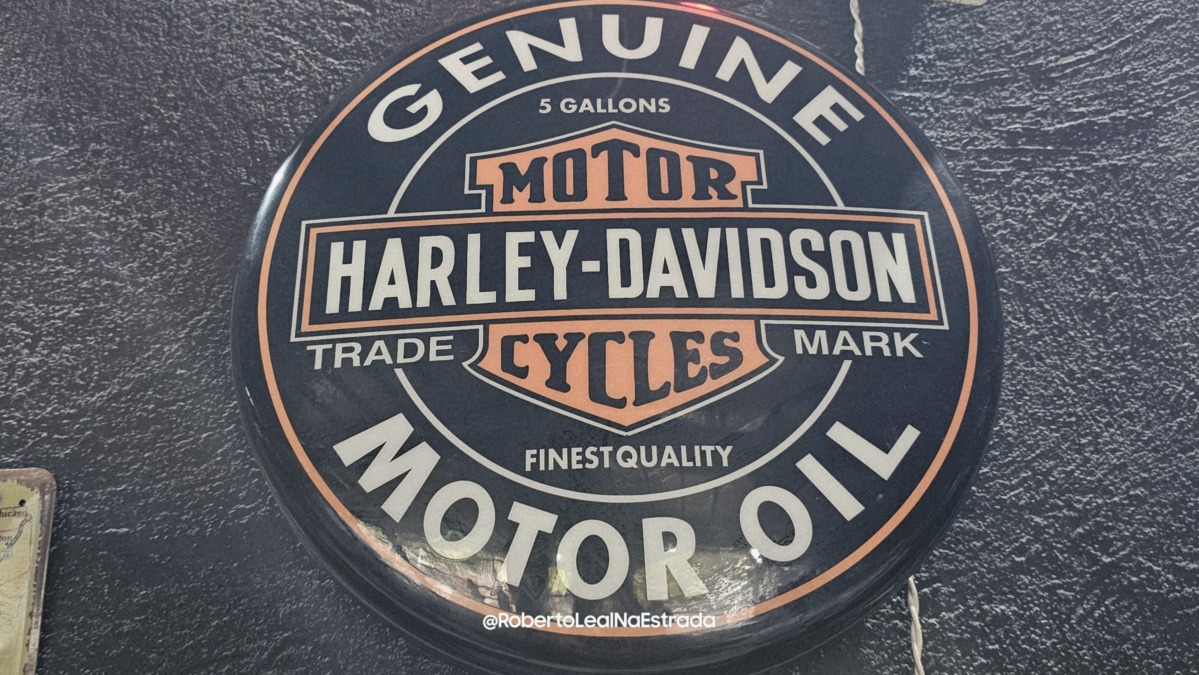 GENUINE
5 GALLONS
MOTOR
HARLEY-DAVIDSON
TRADE MARK
CYCLES
FINEST QUALITY
MOTOR OIL
@RobertoLealNaEstrada